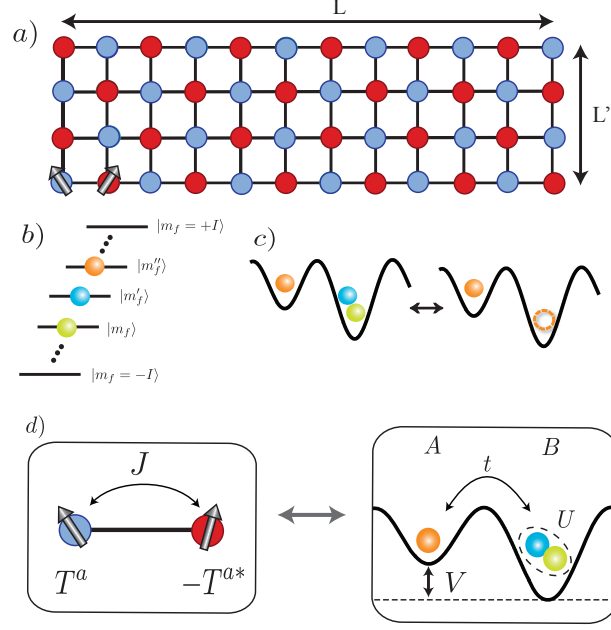 L
a)
L'
b)
|m_f = +I⟩
|m''_f⟩
|m'_f⟩
|m_f⟩
|m_f = −I⟩
c)
d)
J
T^a
−T^{a*}
A
B
t
U
V